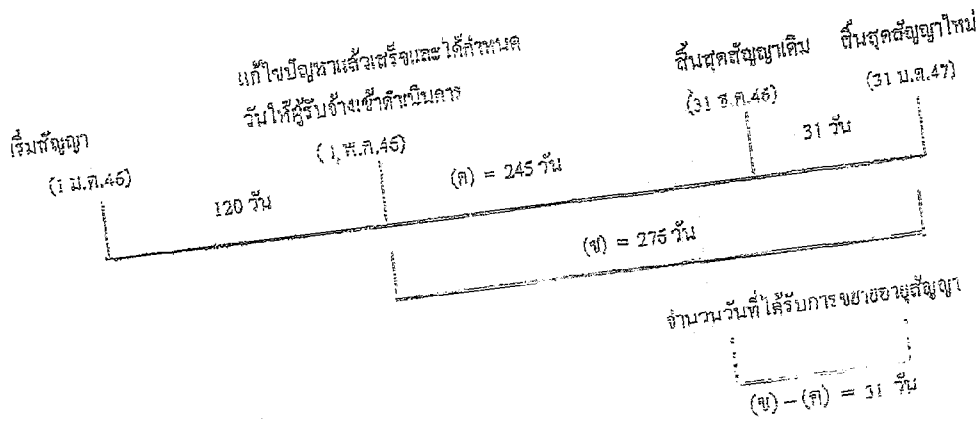 แก้ไขปัญหาแล้วเสร็จและได้กำหนด
วันให้ผู้รับจ้างเข้าดำเนินการ
(1 พ.ค.46)
สิ้นสุดสัญญาเดิม
(31 ธ.ค.46)
สิ้นสุดสัญญาใหม่
(31 ม.ค.47)
เริ่มสัญญา
(1 ม.ค.46)
120 วัน
(ค) = 245 วัน
31 วัน
(ข) = 276 วัน
จำนวนวันที่ได้รับการขยายอายุสัญญา
(ข) – (ค) = 31 วัน